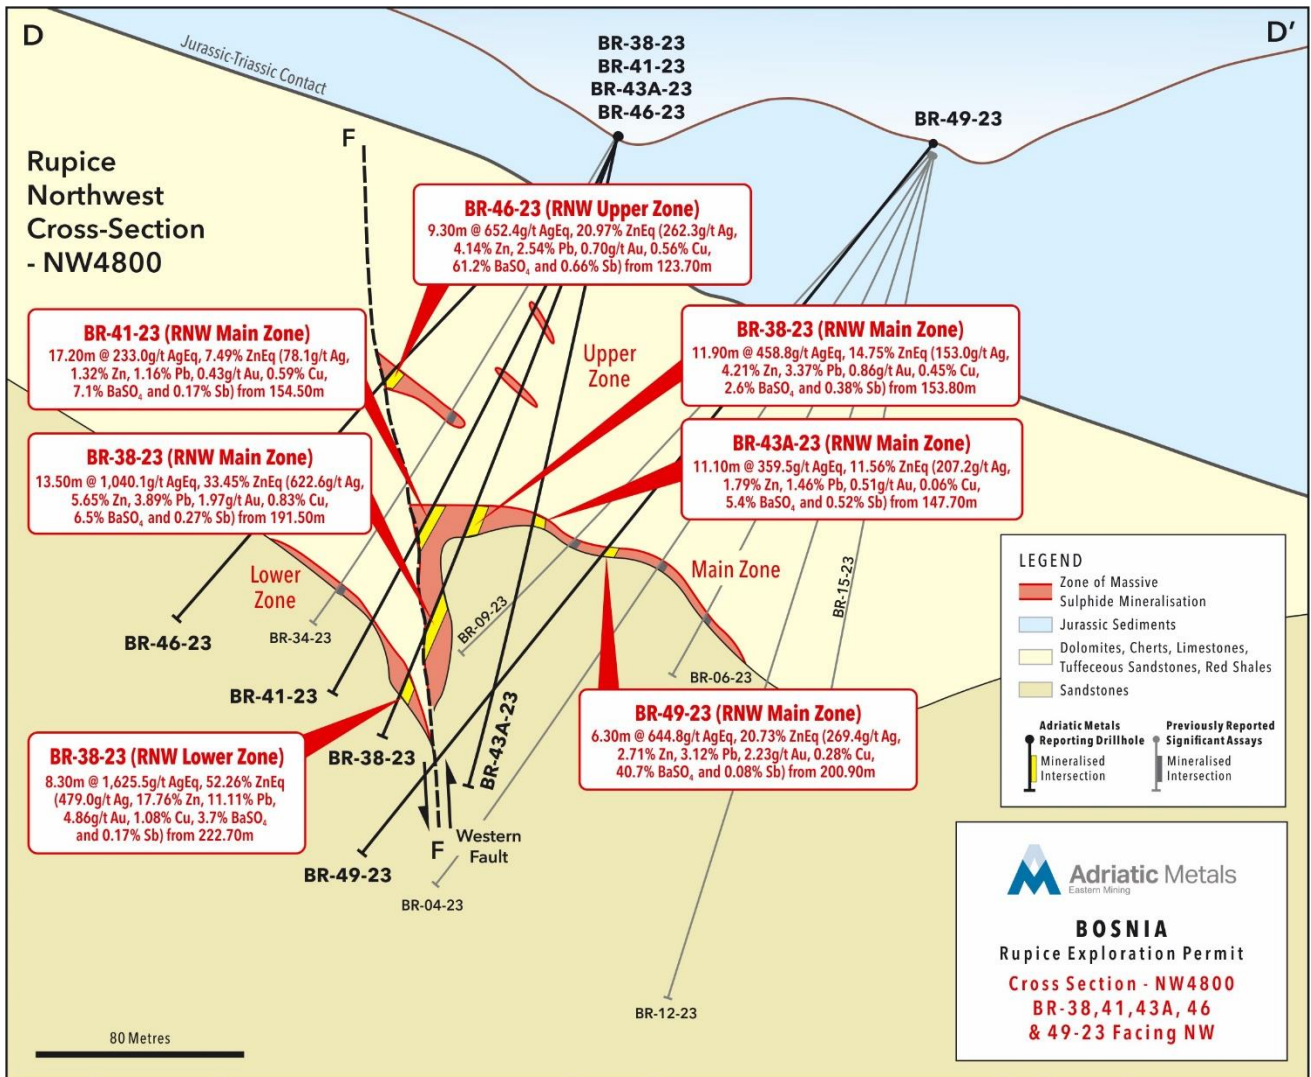 D
D'
Jurassic-Triassic Contact
BR-38-23
BR-41-23
BR-43A-23
BR-46-23
BR-49-23
F
Rupice
Northwest
Cross-Section
- NW4800
BR-46-23 (RNW Upper Zone)
9.30m @ 652.4g/t AgEq, 20.97% ZnEq (262.3g/t Ag,
4.14% Zn, 2.54% Pb, 0.70g/t Au, 0.56% Cu,
61.2% BaSO₄ and 0.66% Sb) from 123.70m
BR-41-23 (RNW Main Zone)
17.20m @ 233.0g/t AgEq, 7.49% ZnEq (78.1g/t Ag,
1.32% Zn, 1.16% Pb, 0.43g/t Au, 0.59% Cu,
7.1% BaSO₄ and 0.17% Sb) from 154.50m
Upper
Zone
BR-38-23 (RNW Main Zone)
11.90m @ 458.8g/t AgEq, 14.75% ZnEq (153.0g/t Ag,
4.21% Zn, 3.37% Pb, 0.86g/t Au, 0.45% Cu,
2.6% BaSO₄ and 0.38% Sb) from 153.80m
BR-38-23 (RNW Main Zone)
13.50m @ 1,040.1g/t AgEq, 33.45% ZnEq (622.6g/t Ag,
5.65% Zn, 3.89% Pb, 1.97g/t Au, 0.83% Cu,
6.5% BaSO₄ and 0.27% Sb) from 191.50m
BR-43A-23 (RNW Main Zone)
11.10m @ 359.5g/t AgEq, 11.56% ZnEq (207.2g/t Ag,
1.79% Zn, 1.46% Pb, 0.51g/t Au, 0.06% Cu,
5.4% BaSO₄ and 0.52% Sb) from 147.70m
Lower
Zone
Main Zone
BR-15-23
BR-09-23
BR-46-23
BR-34-23
BR-41-23
BR-06-23
BR-38-23
BR-43A-23
BR-49-23 (RNW Main Zone)
6.30m @ 644.8g/t AgEq, 20.73% ZnEq (269.4g/t Ag,
2.71% Zn, 3.12% Pb, 2.23g/t Au, 0.28% Cu,
40.7% BaSO₄ and 0.08% Sb) from 200.90m
BR-38-23 (RNW Lower Zone)
8.30m @ 1,625.5g/t AgEq, 52.26% ZnEq
(479.0g/t Ag, 17.76% Zn, 11.11% Pb,
4.86g/t Au, 1.08% Cu, 3.7% BaSO₄
and 0.17% Sb) from 222.70m
F
Western
Fault
BR-49-23
BR-04-23
BR-12-23
80 Metres
LEGEND
Zone of Massive
Sulphide Mineralisation
Jurassic Sediments
Dolomites, Cherts, Limestones,
Tuffeceous Sandstones, Red Shales
Sandstones
Adriatic Metals
Reporting Drillhole
Mineralised
Intersection
Previously Reported
Significant Assays
Mineralised
Intersection
Adriatic Metals
Eastern Mining
BOSNIA
Rupice Exploration Permit
Cross Section - NW4800
BR-38,41,43A, 46
& 49-23 Facing NW